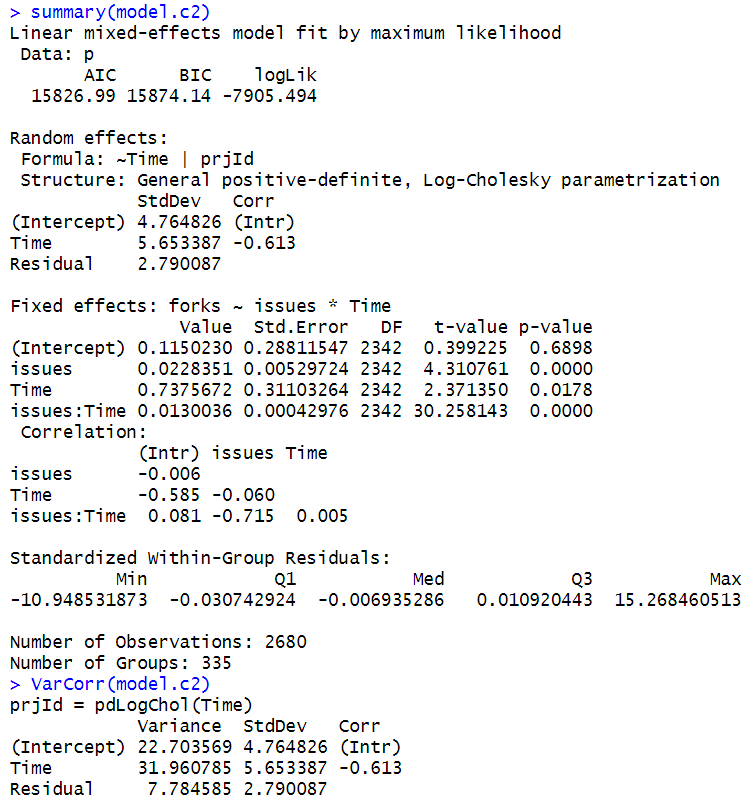 > summary(model.c2)
Linear mixed-effects model fit by maximum likelihood
 Data: p
       AIC      BIC    logLik
  15826.99 15874.14 -7905.494

Random effects:
 Formula: ~Time | prjId
 Structure: General positive-definite, Log-Cholesky parametrization
            StdDev   Corr
(Intercept) 4.764826 (Intr)
Time        5.653387 -0.613
Residual    2.790087

Fixed effects: forks ~ issues * Time
                Value  Std.Error   DF   t-value p-value
(Intercept) 0.1150230 0.28811547 2342  0.399225  0.6898
issues      0.0228351 0.00529724 2342  4.310761  0.0000
Time        0.7375672 0.31103264 2342  2.371350  0.0178
issues:Time 0.0130036 0.00042976 2342 30.258143  0.0000
 Correlation:
            (Intr) issues Time
issues      -0.006
Time        -0.585 -0.060
issues:Time  0.081 -0.715  0.005

Standardized Within-Group Residuals:
          Min            Q1           Med            Q3           Max
-10.948531873  -0.030742924  -0.006935286   0.010920443  15.268460513

Number of Observations: 2680
Number of Groups: 335
> VarCorr(model.c2)
prjId = pdLogChol(Time)
            Variance  StdDev   Corr
(Intercept) 22.703569 4.764826 (Intr)
Time        31.960785 5.653387 -0.613
Residual     7.784585 2.790087